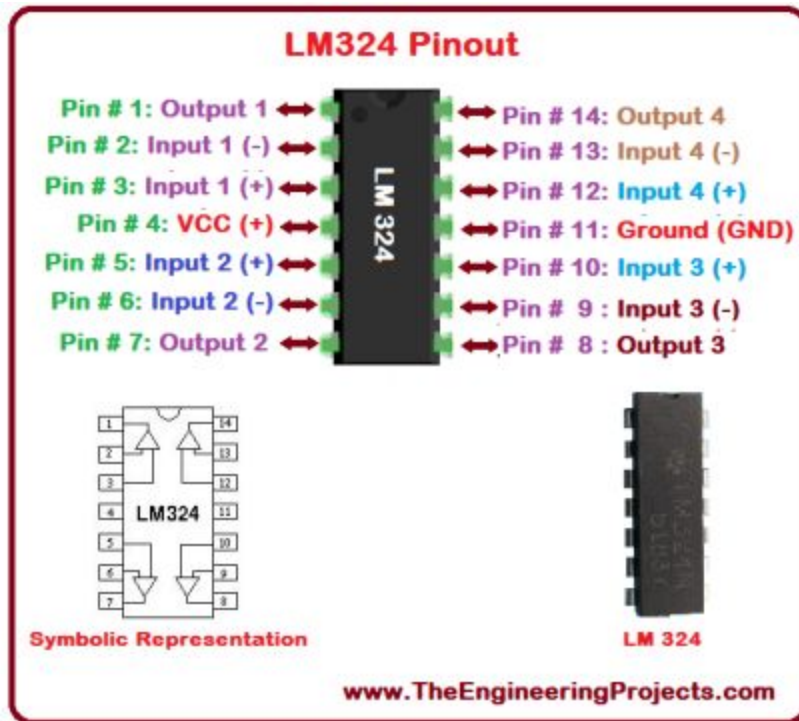 LM324 Pinout
Pin # 1: Output 1
Pin # 2: Input 1 (-)
Pin # 3: Input 1 (+)
Pin # 4: VCC (+)
Pin # 5: Input 2 (+)
Pin # 6: Input 2 (-)
Pin # 7: Output 2
LM 324
Pin # 14: Output 4
Pin # 13: Input 4 (-)
Pin # 12: Input 4 (+)
Pin # 11: Ground (GND)
Pin # 10: Input 3 (+)
Pin # 9 : Input 3 (-)
Pin # 8 : Output 3
1
2
3
4
5
6
7
LM324
14
13
12
11
10
9
8
Symbolic Representation
LM 324
www.TheEngineeringProjects.com